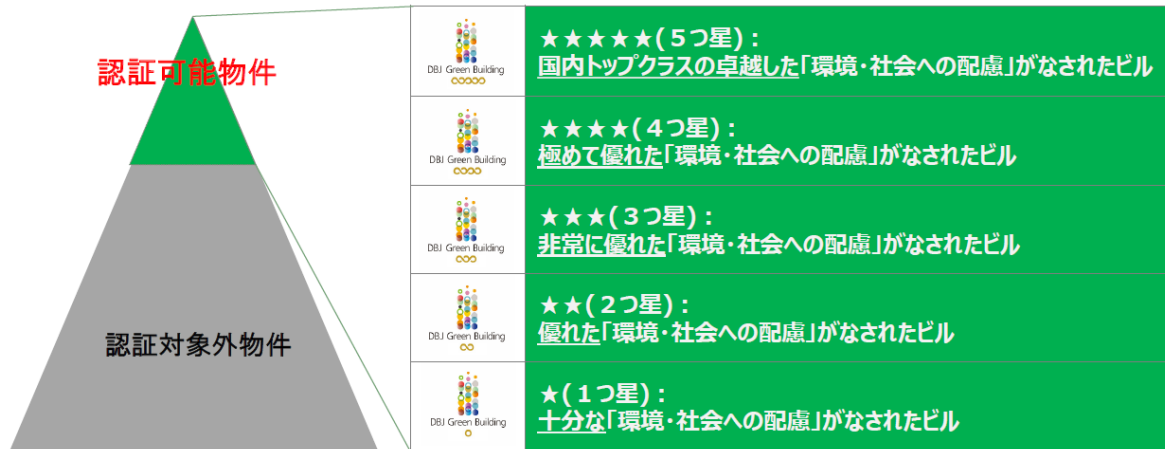 認証可能物件
認証対象外物件
DBJ Green Building
★★★★★(５つ星)：
国内トップクラスの卓越した「環境・社会への配慮」がなされたビル
DBJ Green Building
★★★★(４つ星)：
極めて優れた「環境・社会への配慮」がなされたビル
DBJ Green Building
★★★(３つ星)：
非常に優れた「環境・社会への配慮」がなされたビル
DBJ Green Building
★★(２つ星)：
優れた「環境・社会への配慮」がなされたビル
DBJ Green Building
★(１つ星)：
十分な「環境・社会への配慮」がなされたビル